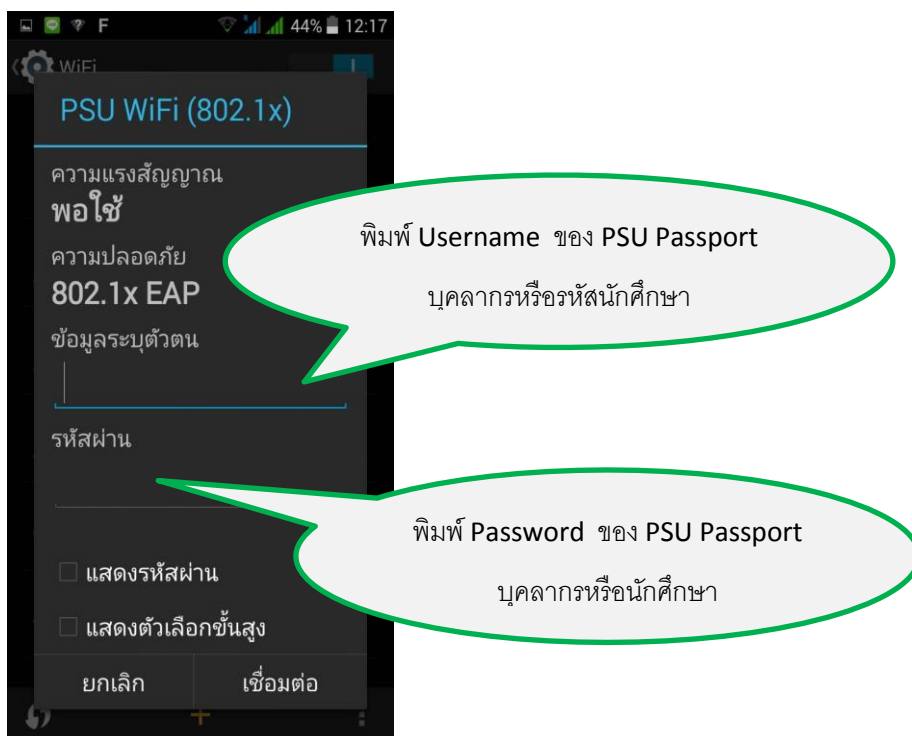 F 44% 12:17
WiFi
PSU WiFi (802.1x)
ความแรงสัญญาณ
พอใช้
ความปลอดภัย
802.1x EAP
ข้อมูลระบุตัวตน
รหัสผ่าน
แสดงรหัสผ่าน
แสดงตัวเลือกขั้นสูง
ยกเลิก เชื่อมต่อ
พิมพ์ Username ของ PSU Passport
บุคลากรหรือรหัสนักศึกษา
พิมพ์ Password ของ PSU Passport
บุคลากรหรือนักศึกษา